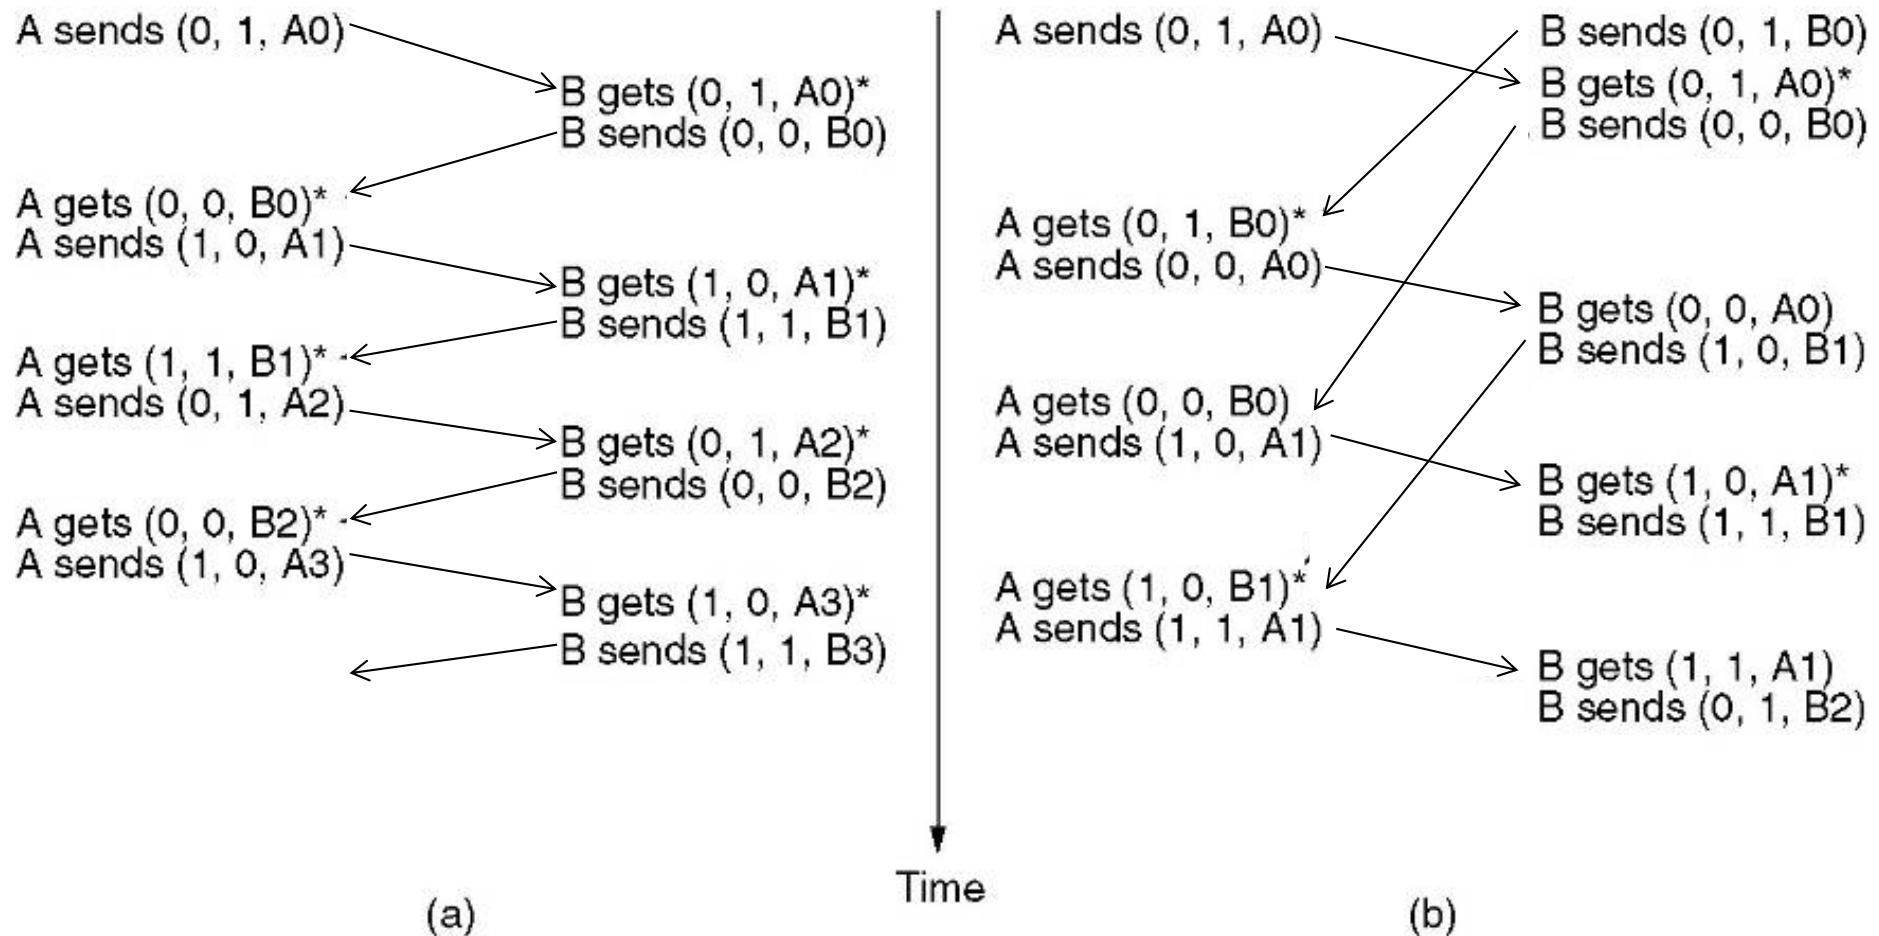 A sends (0, 1, A0)
B gets (0, 1, A0)*
B sends (0, 0, B0)
A gets (0, 0, B0)*
A sends (1, 0, A1)
B gets (1, 0, A1)*
B sends (1, 1, B1)
A gets (1, 1, B1)*
A sends (0, 1, A2)
B gets (0, 1, A2)*
B sends (0, 0, B2)
A gets (0, 0, B2)*
A sends (1, 0, A3)
B gets (1, 0, A3)*
B sends (1, 1, B3)
(a)
Time
A sends (0, 1, A0)
B sends (0, 1, B0)
B gets (0, 1, A0)*
B sends (0, 0, B0)
A gets (0, 1, B0)*
A sends (0, 0, A0)
B gets (0, 0, A0)
B sends (1, 0, B1)
A gets (0, 0, B0)
A sends (1, 0, A1)
B gets (1, 0, A1)*
B sends (1, 1, B1)
A gets (1, 0, B1)*
A sends (1, 1, A1)
B gets (1, 1, A1)
B sends (0, 1, B2)
(b)